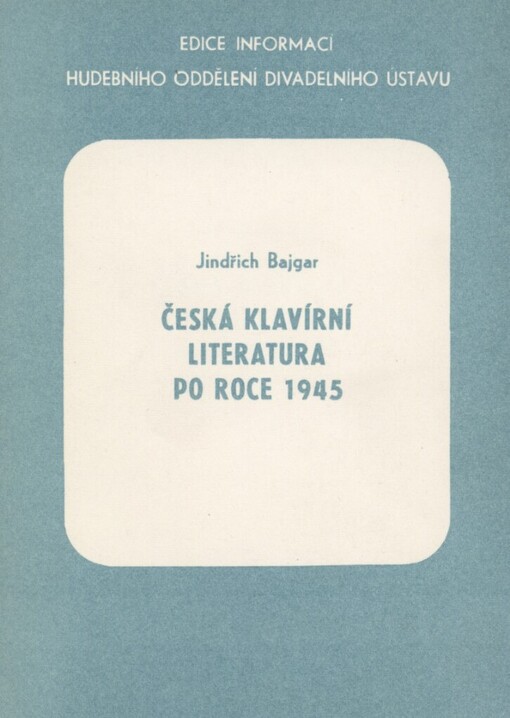 EDICE INFORMACÍ
HUDEBNÍHO ODDĚLENÍ DIVADELNÍHO ÚSTAVU
Jindřich Bajgar
ČESKÁ KLAVÍRNÍ
LITERATURA
PO ROCE 1945